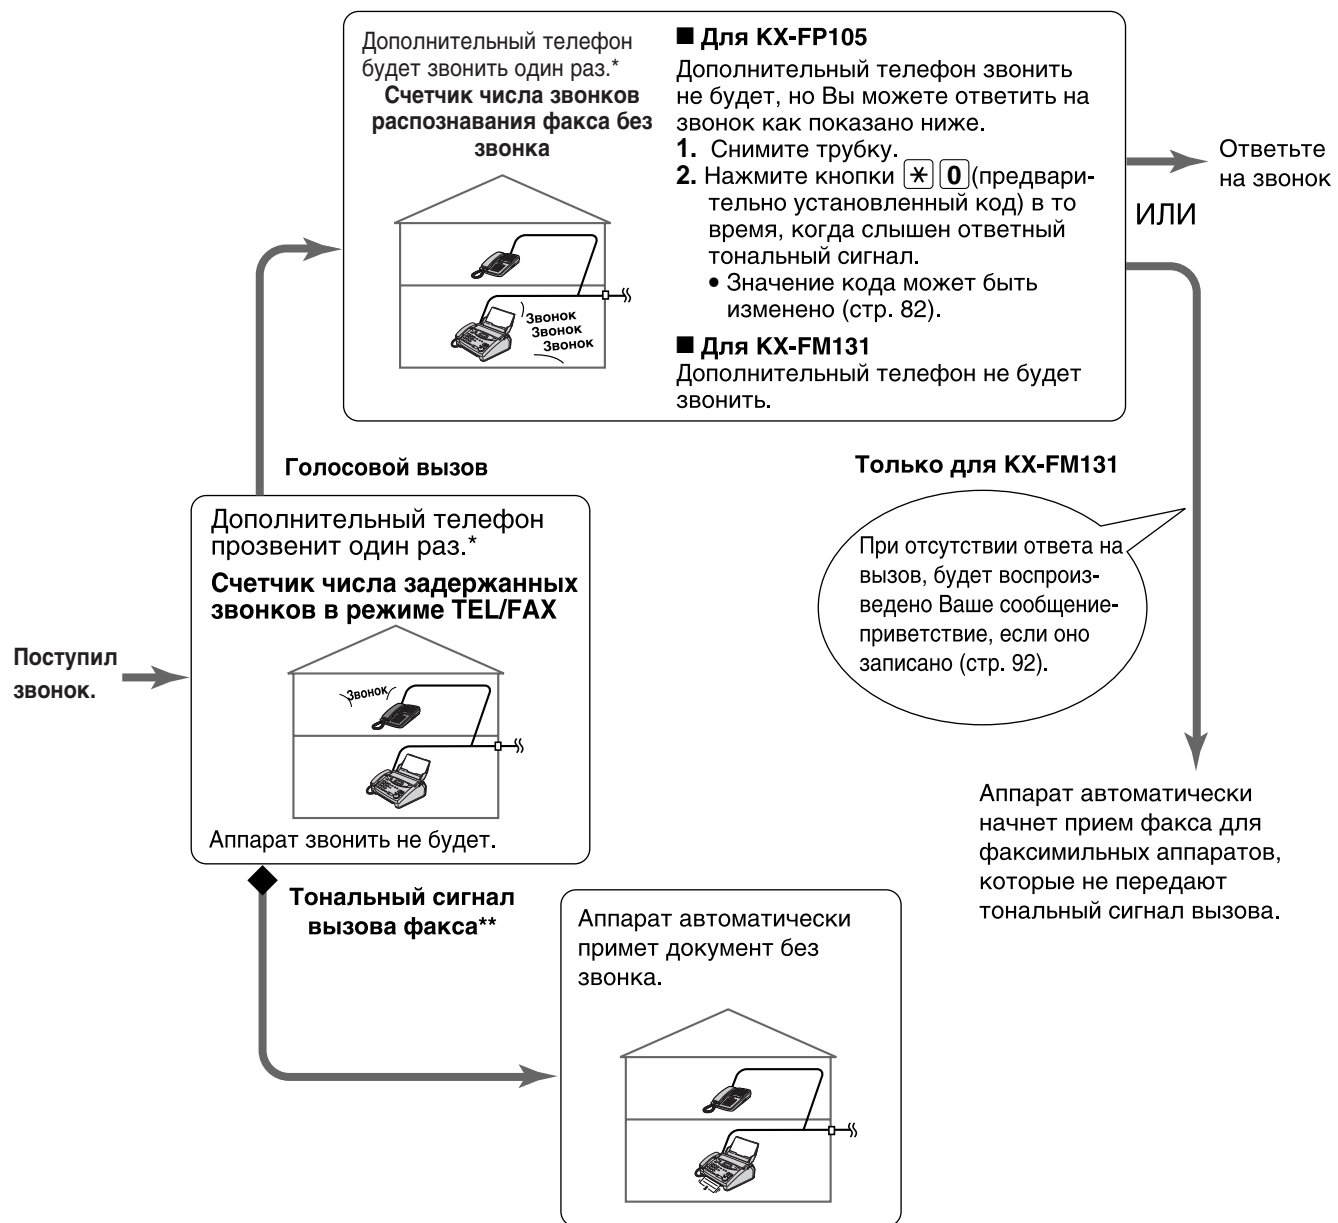 Дополнительный телефон
будет звонить один раз.*
Счетчик числа звонков
распознавания факса без
звонка
Звонок
Звонок
Звонок
■ Для KX-FP105
Дополнительный телефон звонить
не будет, но Вы можете ответить на
звонок как показано ниже.
1. Снимите трубку.
2. Нажмите кнопки * 0 (предвари-
тельно установленный код) в то
время, когда слышен ответный
тональный сигнал.
• Значение кода может быть
изменено (стр. 82).
■ Для KX-FM131
Дополнительный телефон не будет
звонить.
Ответьте
на звонок
ИЛИ
Голосовой вызов
Только для KX-FM131
При отсутствии ответа на
вызов, будет воспроиз-
ведено Ваше сообщение-
приветствие, если оно
записано (стр. 92).
Поступил
звонок.
Дополнительный телефон
прозвенит один раз.*
Счетчик числа задержанных
звонков в режиме TEL/FAX
Звонок
Аппарат звонить не будет.
Аппарат автоматически
начнет прием факса для
факсимильных аппаратов,
которые не передают
тональный сигнал вызова.
Тональный сигнал
вызова факса**
Аппарат автоматически
примет документ без
звонка.